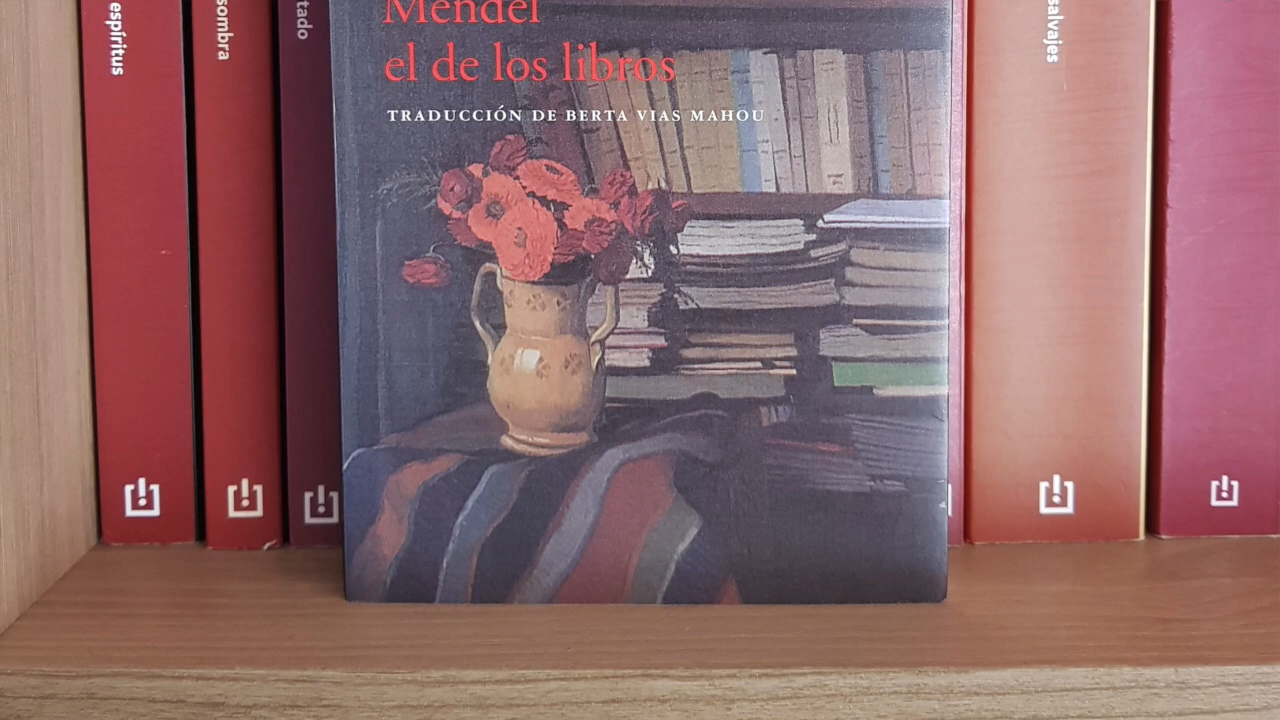 espíritus
sombra
tado
Mendel
el de los libros
TRADUCCIÓN DE BERTA VIAS MAHOU
salvajes